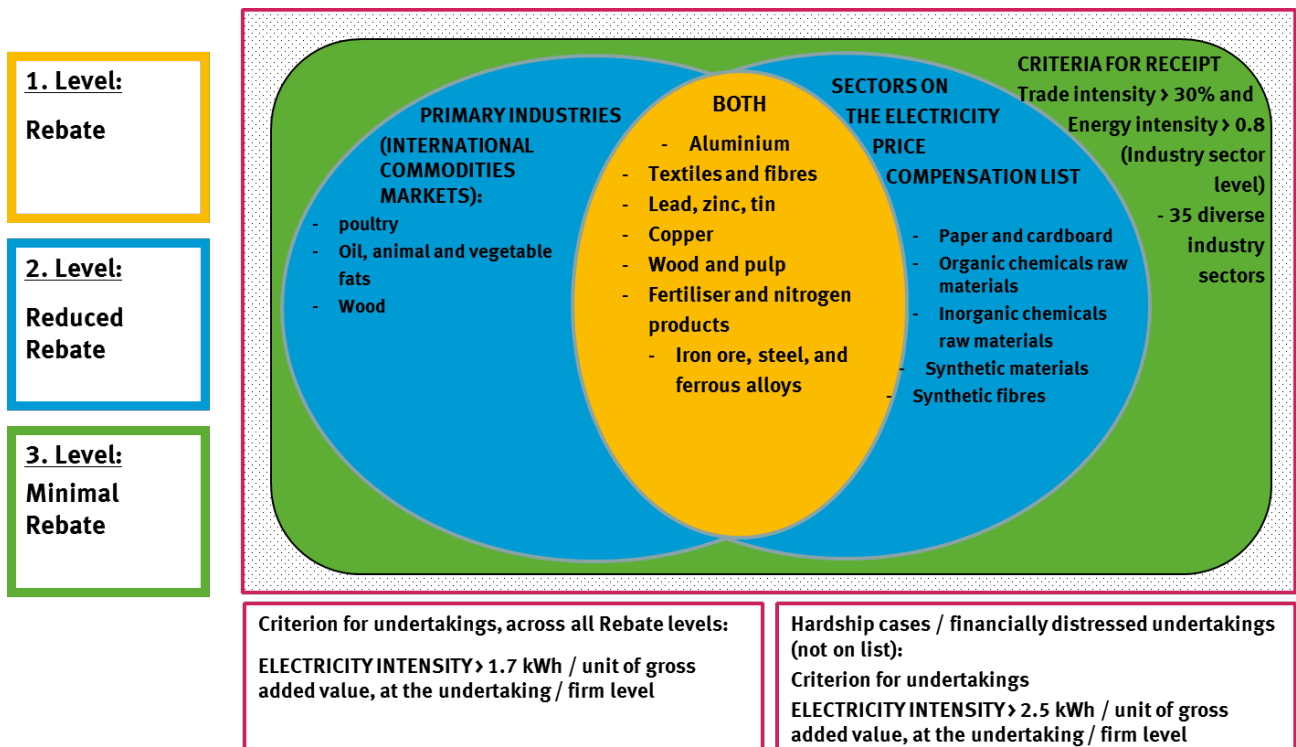 1. Level:
Rebate
2. Level:
Reduced
Rebate
3. Level:
Minimal
Rebate
PRIMARY INDUSTRIES
(INTERNATIONAL
COMMODITIES
MARKETS):
- poultry
- Oil, animal and vegetable
fats
- Wood
BOTH
- Aluminium
- Textiles and fibres
- Lead, zinc, tin
- Copper
- Wood and pulp
- Fertiliser and nitrogen
products
- Iron ore, steel, and
ferrous alloys
SECTORS ON
THE ELECTRICITY
PRICE
COMPENSATION LIST
- Paper and cardboard
- Organic chemicals raw
materials
- Inorganic chemicals
raw materials
- Synthetic materials
- Synthetic fibres
CRITERIA FOR RECEIPT
Trade intensity > 30% and
Energy intensity > 0.8
(Industry sector
level)
- 35 diverse
industry
sectors
Criterion for undertakings, across all Rebate levels:
ELECTRICITY INTENSITY > 1.7 kWh / unit of gross
added value, at the undertaking / firm level
Hardship cases / financially distressed undertakings
(not on list):
Criterion for undertakings
ELECTRICITY INTENSITY > 2.5 kWh / unit of gross
added value, at the undertaking / firm level